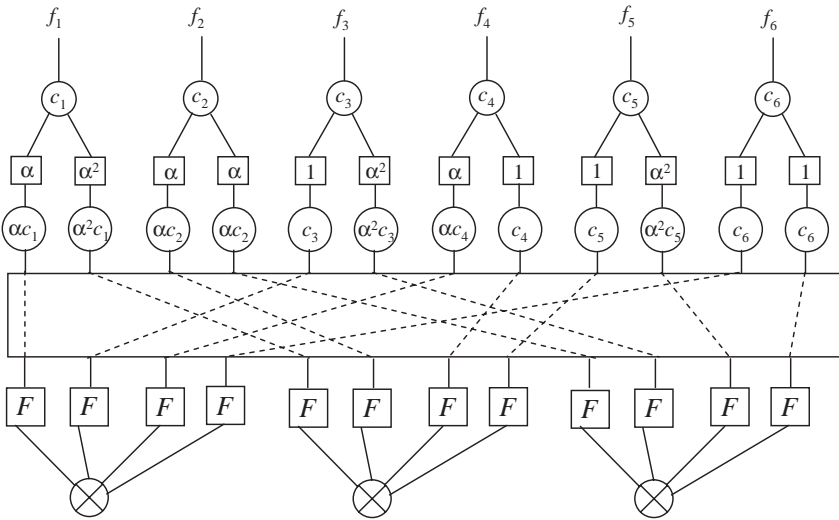 f₁ f₂ f₃ f₄ f₅ f₆
c₁ c₂ c₃ c₄ c₅ c₆
α α² α α 1 α² α 1 1 α² 1 1
αc₁ α²c₁ αc₂ αc₂ c₃ α²c₃ αc₄ c₄ c₅ α²c₅ c₆ c₆
F F F F F F F F F F F F